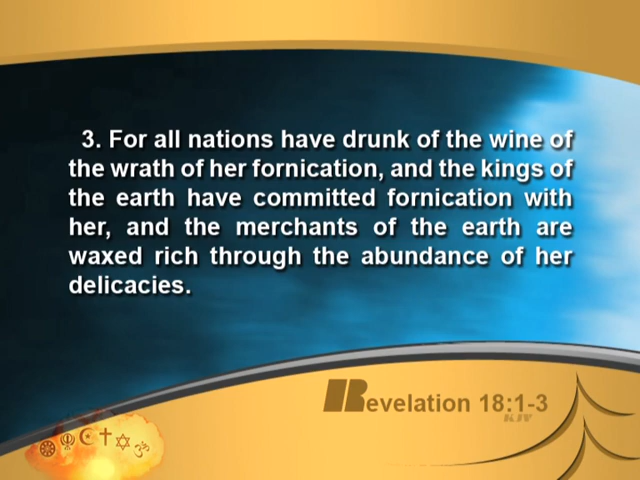 3. For all nations have drunk of the wine of
the wrath of her fornication, and the kings of
the earth have committed fornication with
her, and the merchants of the earth are
waxed rich through the abundance of her
delicacies.
Revelation 18:1-3
KJV